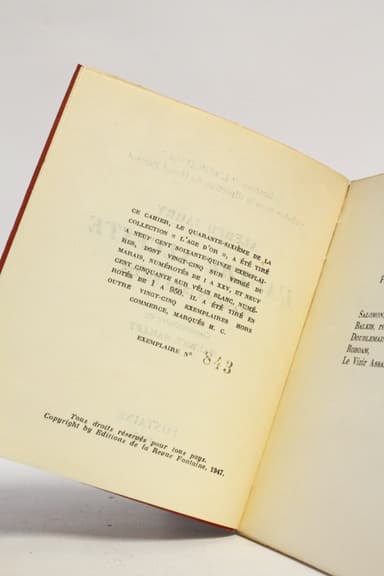 CE CAHIER, LE QUARANTE-SIXIÈME DE LA
COLLECTION « L'AGE D'OR », A ÉTÉ TIRÉ
A NEUF CENT SOIXANTE-QUINZE EXEMPLAI-
RES, DONT VINGT-CINQ SUR VERGÉ DU
MARAIS, NUMÉROTÉS DE I A XXV, ET NEUF
CENT CINQUANTE SUR VÉLIN BLANC, NUMÉ-
ROTÉS DE 1 A 950. IL A ÉTÉ TIRÉ EN
OUTRE VINGT-CINQ EXEMPLAIRES HORS
COMMERCE, MARQUÉS H. C.
EXEMPLAIRE N° 843
Tous droits réservés pour tous pays.
Copyright by Editions de la Revue Fontaine, 1947.
P
SALOMON
BALKIS,
DOUBLEMAI
ROBOAM,
Le Vizir